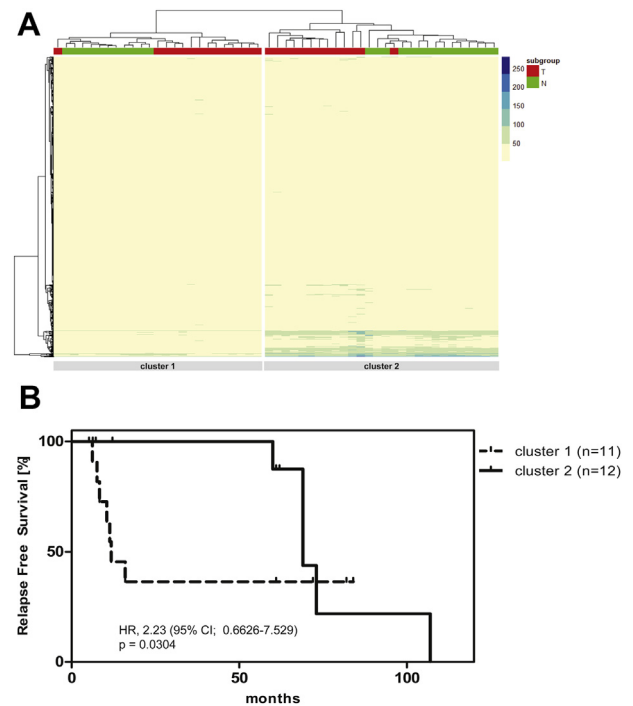 A
subgroup
T
N
250
200
150
100
50
cluster 1
cluster 2
B
Relapse Free Survival [%]
100
50
0
HR, 2.23 (95% CI; 0.6626-7.529)
p = 0.0304
0
50
100
months
cluster 1 (n=11)
cluster 2 (n=12)